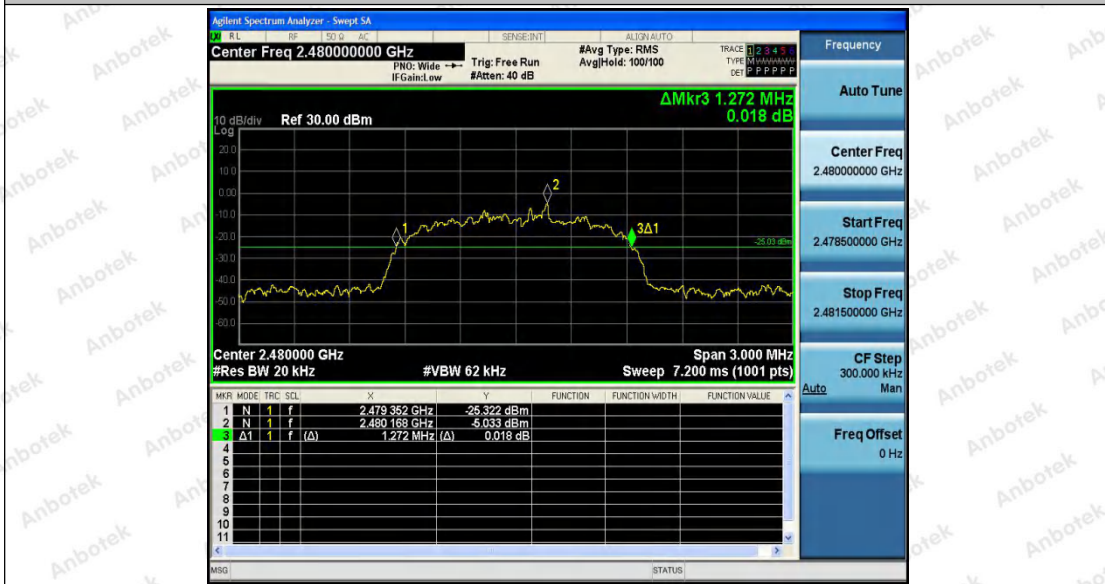 Agilent Spectrum Analyzer - Swept SA
RL RF 50 Ω AC SENSE:INT ALIGN AUTO
Center Freq 2.480000000 GHz
PNO: Wide
IFGain:Low
Trig: Free Run
#Atten: 40 dB
#Avg Type: RMS
Avg|Hold: 100/100
TRACE 1 2 3 4 5 6
TYPE M
DET P P P P P P
ΔMkr3 1.272 MHz
0.018 dB
10 dB/div Ref 30.00 dBm
Log
20.0
10.0
0.00
-10.0
-20.0
-30.0
-40.0
-50.0
-60.0
1
2
3Δ1
-25.03 dBm
Center 2.480000 GHz Span 3.000 MHz
#Res BW 20 kHz #VBW 62 kHz Sweep 7.200 ms (1001 pts)
MKR MODE TRC SCL X Y FUNCTION FUNCTION WIDTH FUNCTION VALUE
1 N 1 f 2.479 352 GHz -25.322 dBm
2 N 1 f 2.480 168 GHz -5.033 dBm
3 Δ1 1 f (Δ) 1.272 MHz (Δ) 0.018 dB
4
5
6
7
8
9
10
11
MSG STATUS
Frequency
Auto Tune
Center Freq
2.480000000 GHz
Start Freq
2.478500000 GHz
Stop Freq
2.481500000 GHz
CF Step
300.000 kHz
Auto Man
Freq Offset
0 Hz
Anbotek